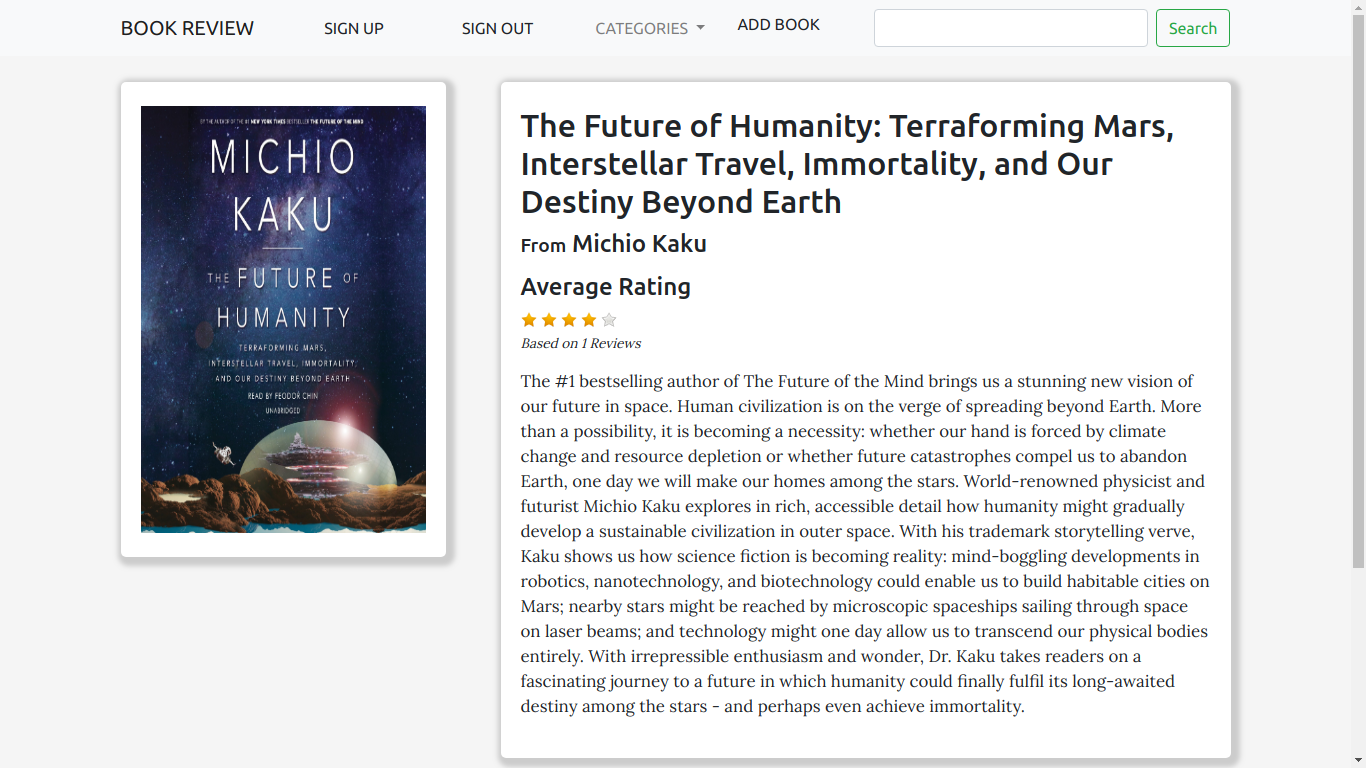 BOOK REVIEW SIGN UP SIGN OUT CATEGORIES ADD BOOK Search
BY THE AUTHOR OF THE #1 NEW YORK TIMES BESTSELLER THE FUTURE OF THE MIND
MICHIO
KAKU
THE FUTURE OF
HUMANITY
TERRAFORMING MARS,
INTERSTELLAR TRAVEL, IMMORTALITY,
AND OUR DESTINY BEYOND EARTH
READ BY FEODOR CHIN
UNABRIDGED
The Future of Humanity: Terraforming Mars,
Interstellar Travel, Immortality, and Our
Destiny Beyond Earth
From Michio Kaku
Average Rating
Based on 1 Reviews
The #1 bestselling author of The Future of the Mind brings us a stunning new vision of
our future in space. Human civilization is on the verge of spreading beyond Earth. More
than a possibility, it is becoming a necessity: whether our hand is forced by climate
change and resource depletion or whether future catastrophes compel us to abandon
Earth, one day we will make our homes among the stars. World-renowned physicist and
futurist Michio Kaku explores in rich, accessible detail how humanity might gradually
develop a sustainable civilization in outer space. With his trademark storytelling verve,
Kaku shows us how science fiction is becoming reality: mind-boggling developments in
robotics, nanotechnology, and biotechnology could enable us to build habitable cities on
Mars; nearby stars might be reached by microscopic spaceships sailing through space
on laser beams; and technology might one day allow us to transcend our physical bodies
entirely. With irrepressible enthusiasm and wonder, Dr. Kaku takes readers on a
fascinating journey to a future in which humanity could finally fulfil its long-awaited
destiny among the stars - and perhaps even achieve immortality.